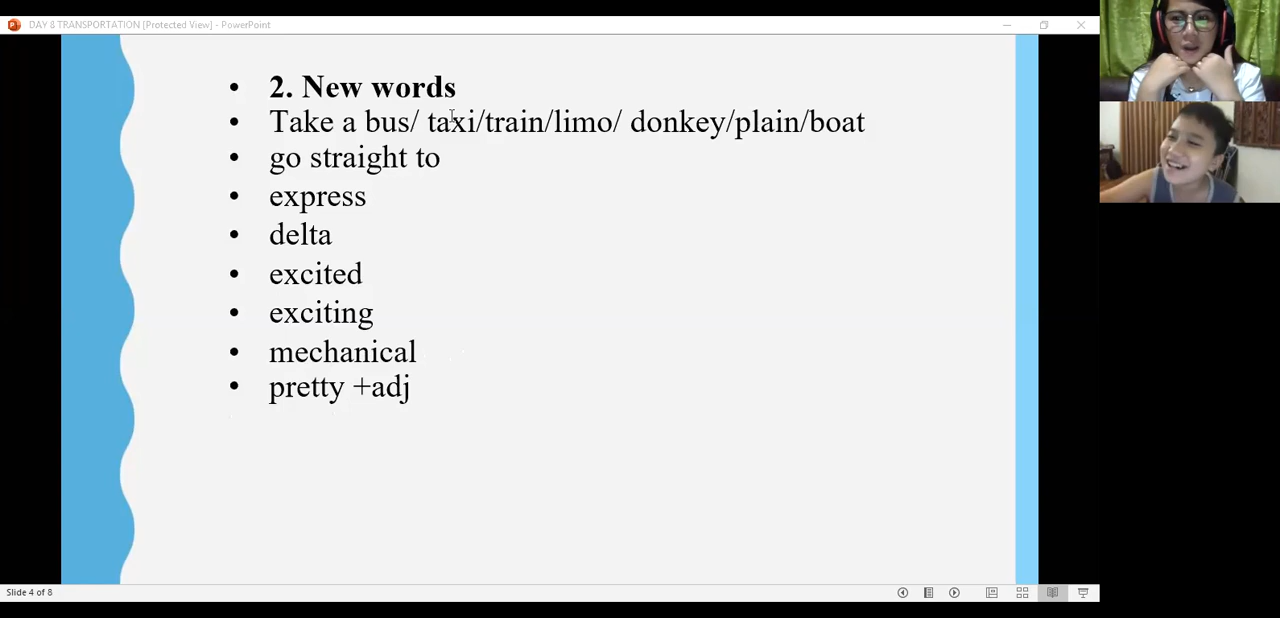 DAY 8 TRANSPORTATION [Protected View] - PowerPoint
• 2. New words
• Take a bus/ taxi/train/limo/ donkey/plain/boat
• go straight to
• express
• delta
• excited
• exciting
• mechanical
• pretty +adj
Slide 4 of 8